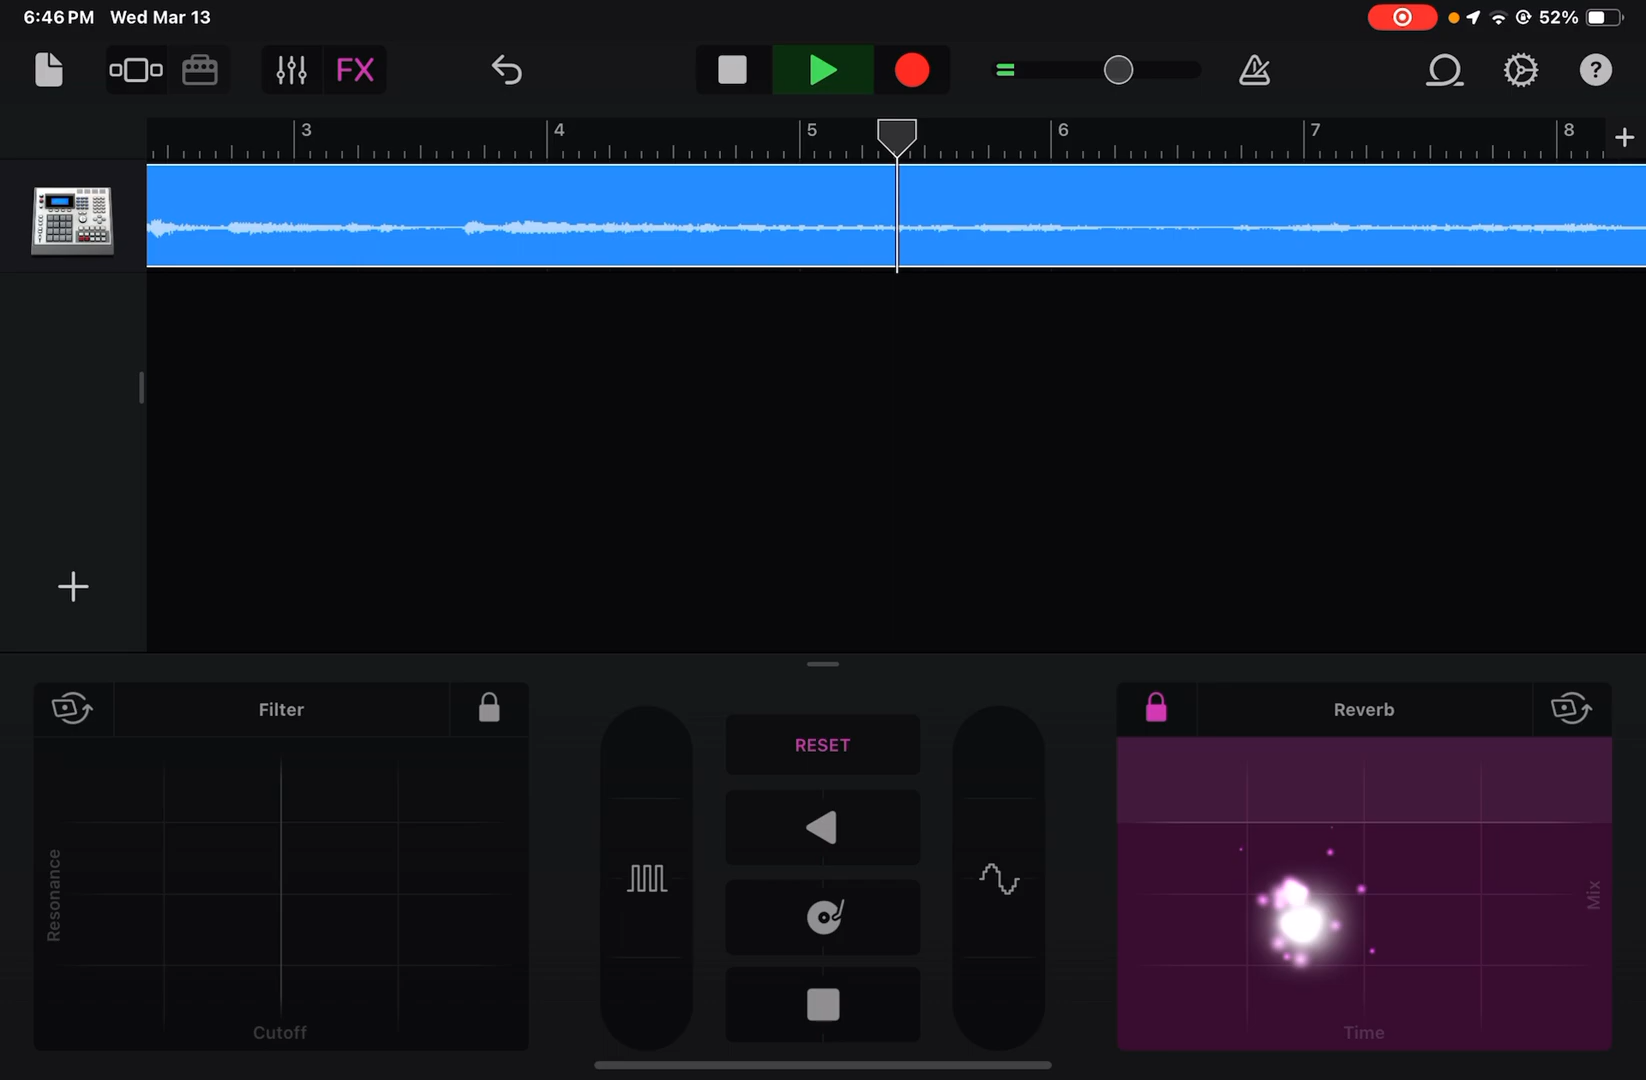 6:46 PM Wed Mar 13
52%
FX
?
3 4 5 6 7 8
Filter
RESET
Reverb
Resonance
Mix
Cutoff
Time